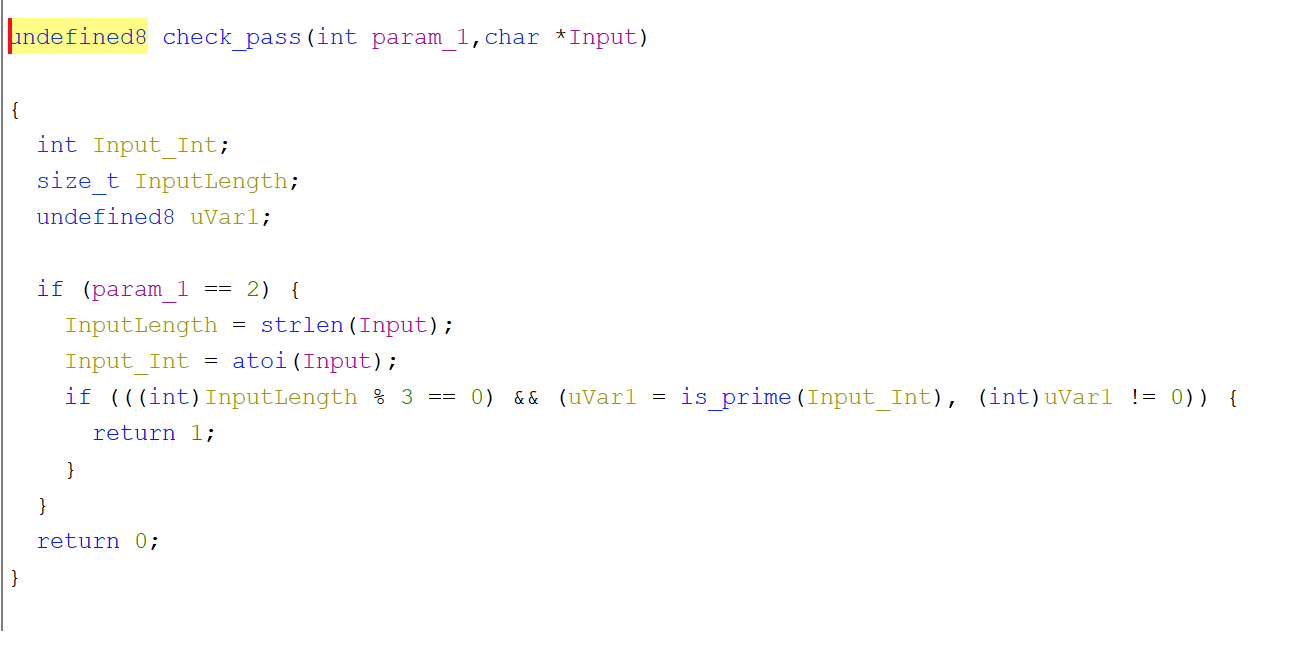 undefined8 check_pass(int param_1,char *Input)
{
int Input_Int;
size_t InputLength;
undefined8 uVar1;
if (param_1 == 2) {
InputLength = strlen(Input);
Input_Int = atoi(Input);
if (((int)InputLength % 3 == 0) && (uVar1 = is_prime(Input_Int), (int)uVar1 != 0)) {
return 1;
}
}
return 0;
}